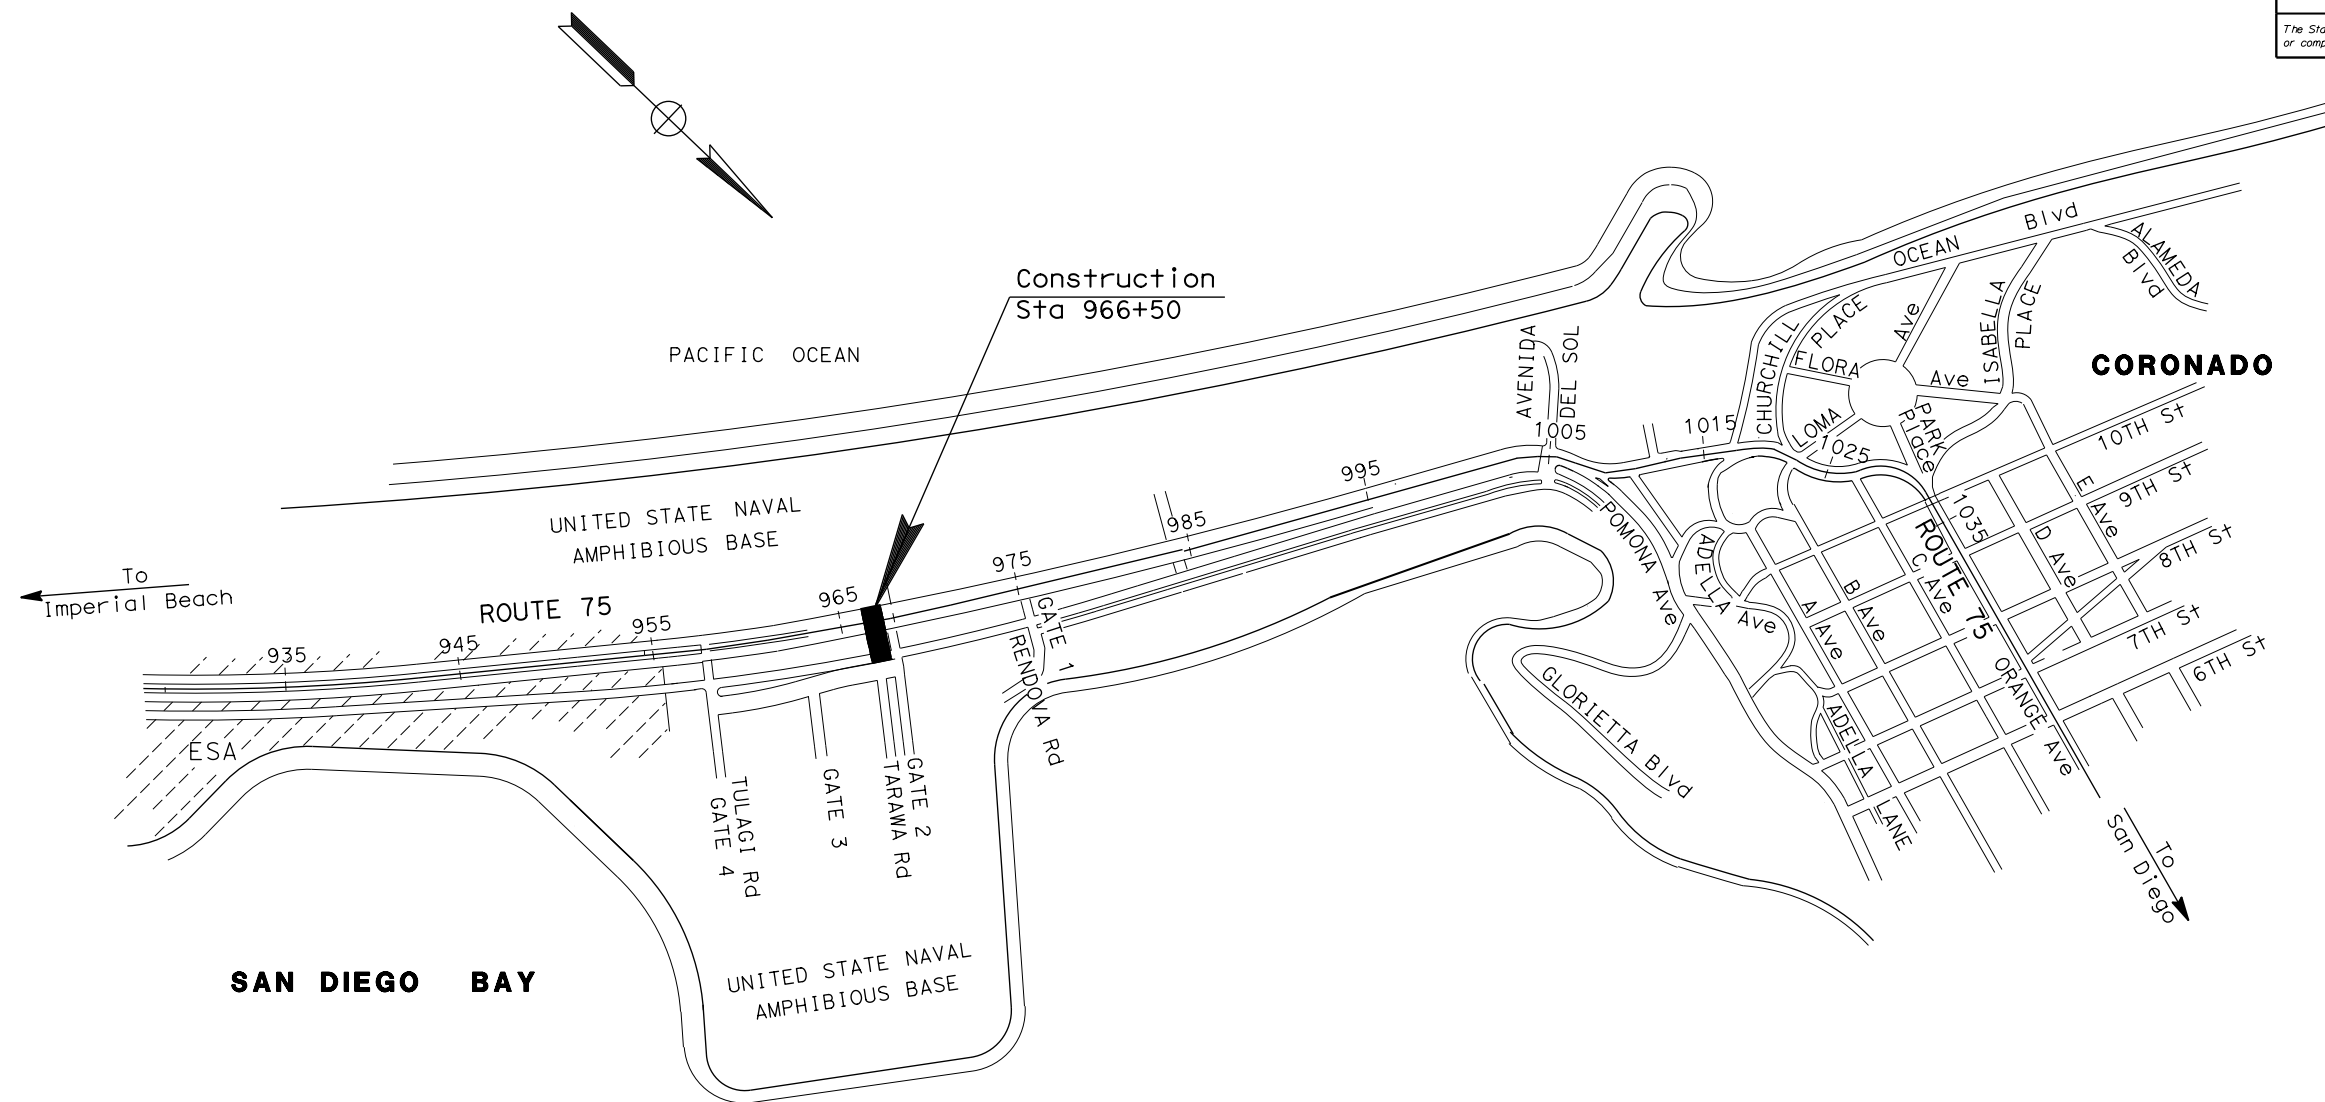 The Sta
or comp
Construction
Sta 966+50
PACIFIC OCEAN
OCEAN Blvd
ALAMEDA
Blvd
CHURCHILL
PLACE
Ave
ISABELLA
PLACE
FLORA
Ave
LOMA
PARK
Place
CORONADO
AVENIDA
DEL SOL
10TH St
9TH St
8TH St
7TH St
6TH St
E Ave
D Ave
C Ave
B Ave
A Ave
1005
1015
1025
1035
995
985
975
965
955
945
935
UNITED STATE NAVAL
AMPHIBIOUS BASE
To
Imperial Beach
ROUTE 75
ESA
GATE 1
RENDOVA Rd
POMONA Ave
ADELLA Ave
ROUTE 75
ORANGE Ave
GLORIETTA Blvd
ADELLA LANE
TULAGI Rd
GATE 4
GATE 3
GATE 2
TARAWA Rd
To
San Diego
SAN DIEGO BAY
UNITED STATE NAVAL
AMPHIBIOUS BASE